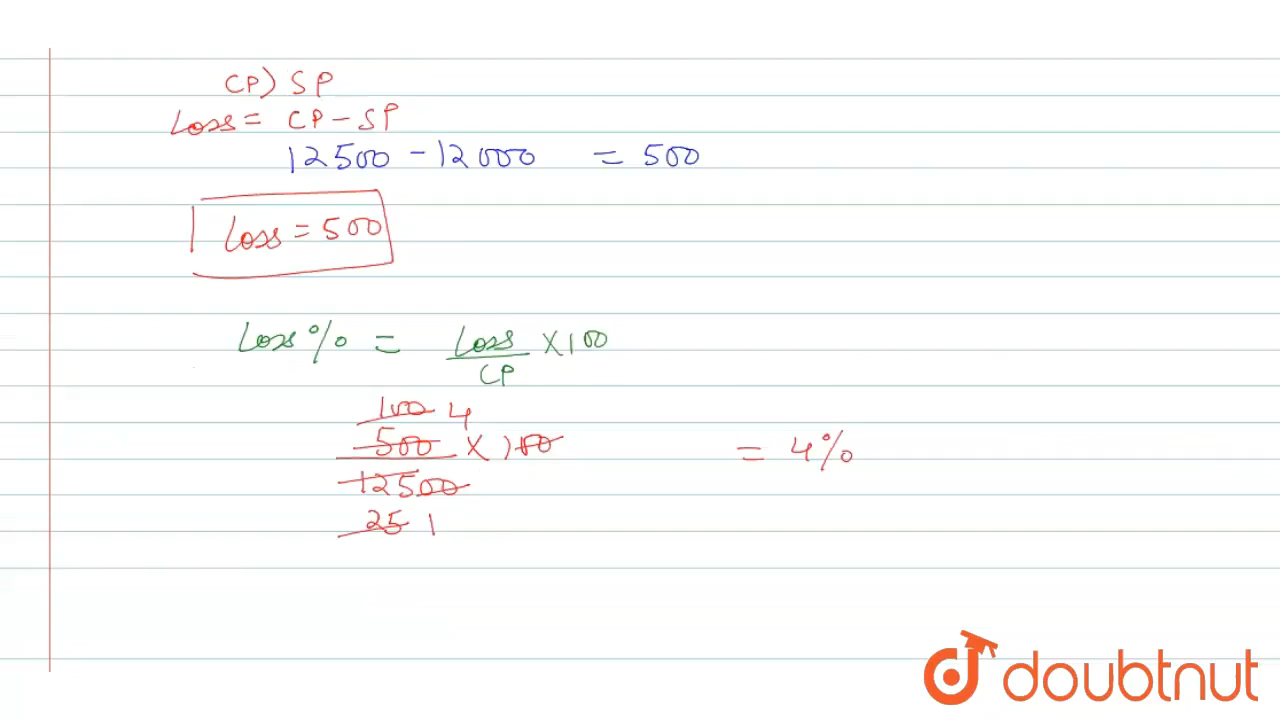 CP) SP
Loss = CP - SP
12500 - 12000 = 500
Loss = 500
Loss % = Loss/CP × 100
100 4
500 × 100 = 4%
12500
25 1
doubtnut